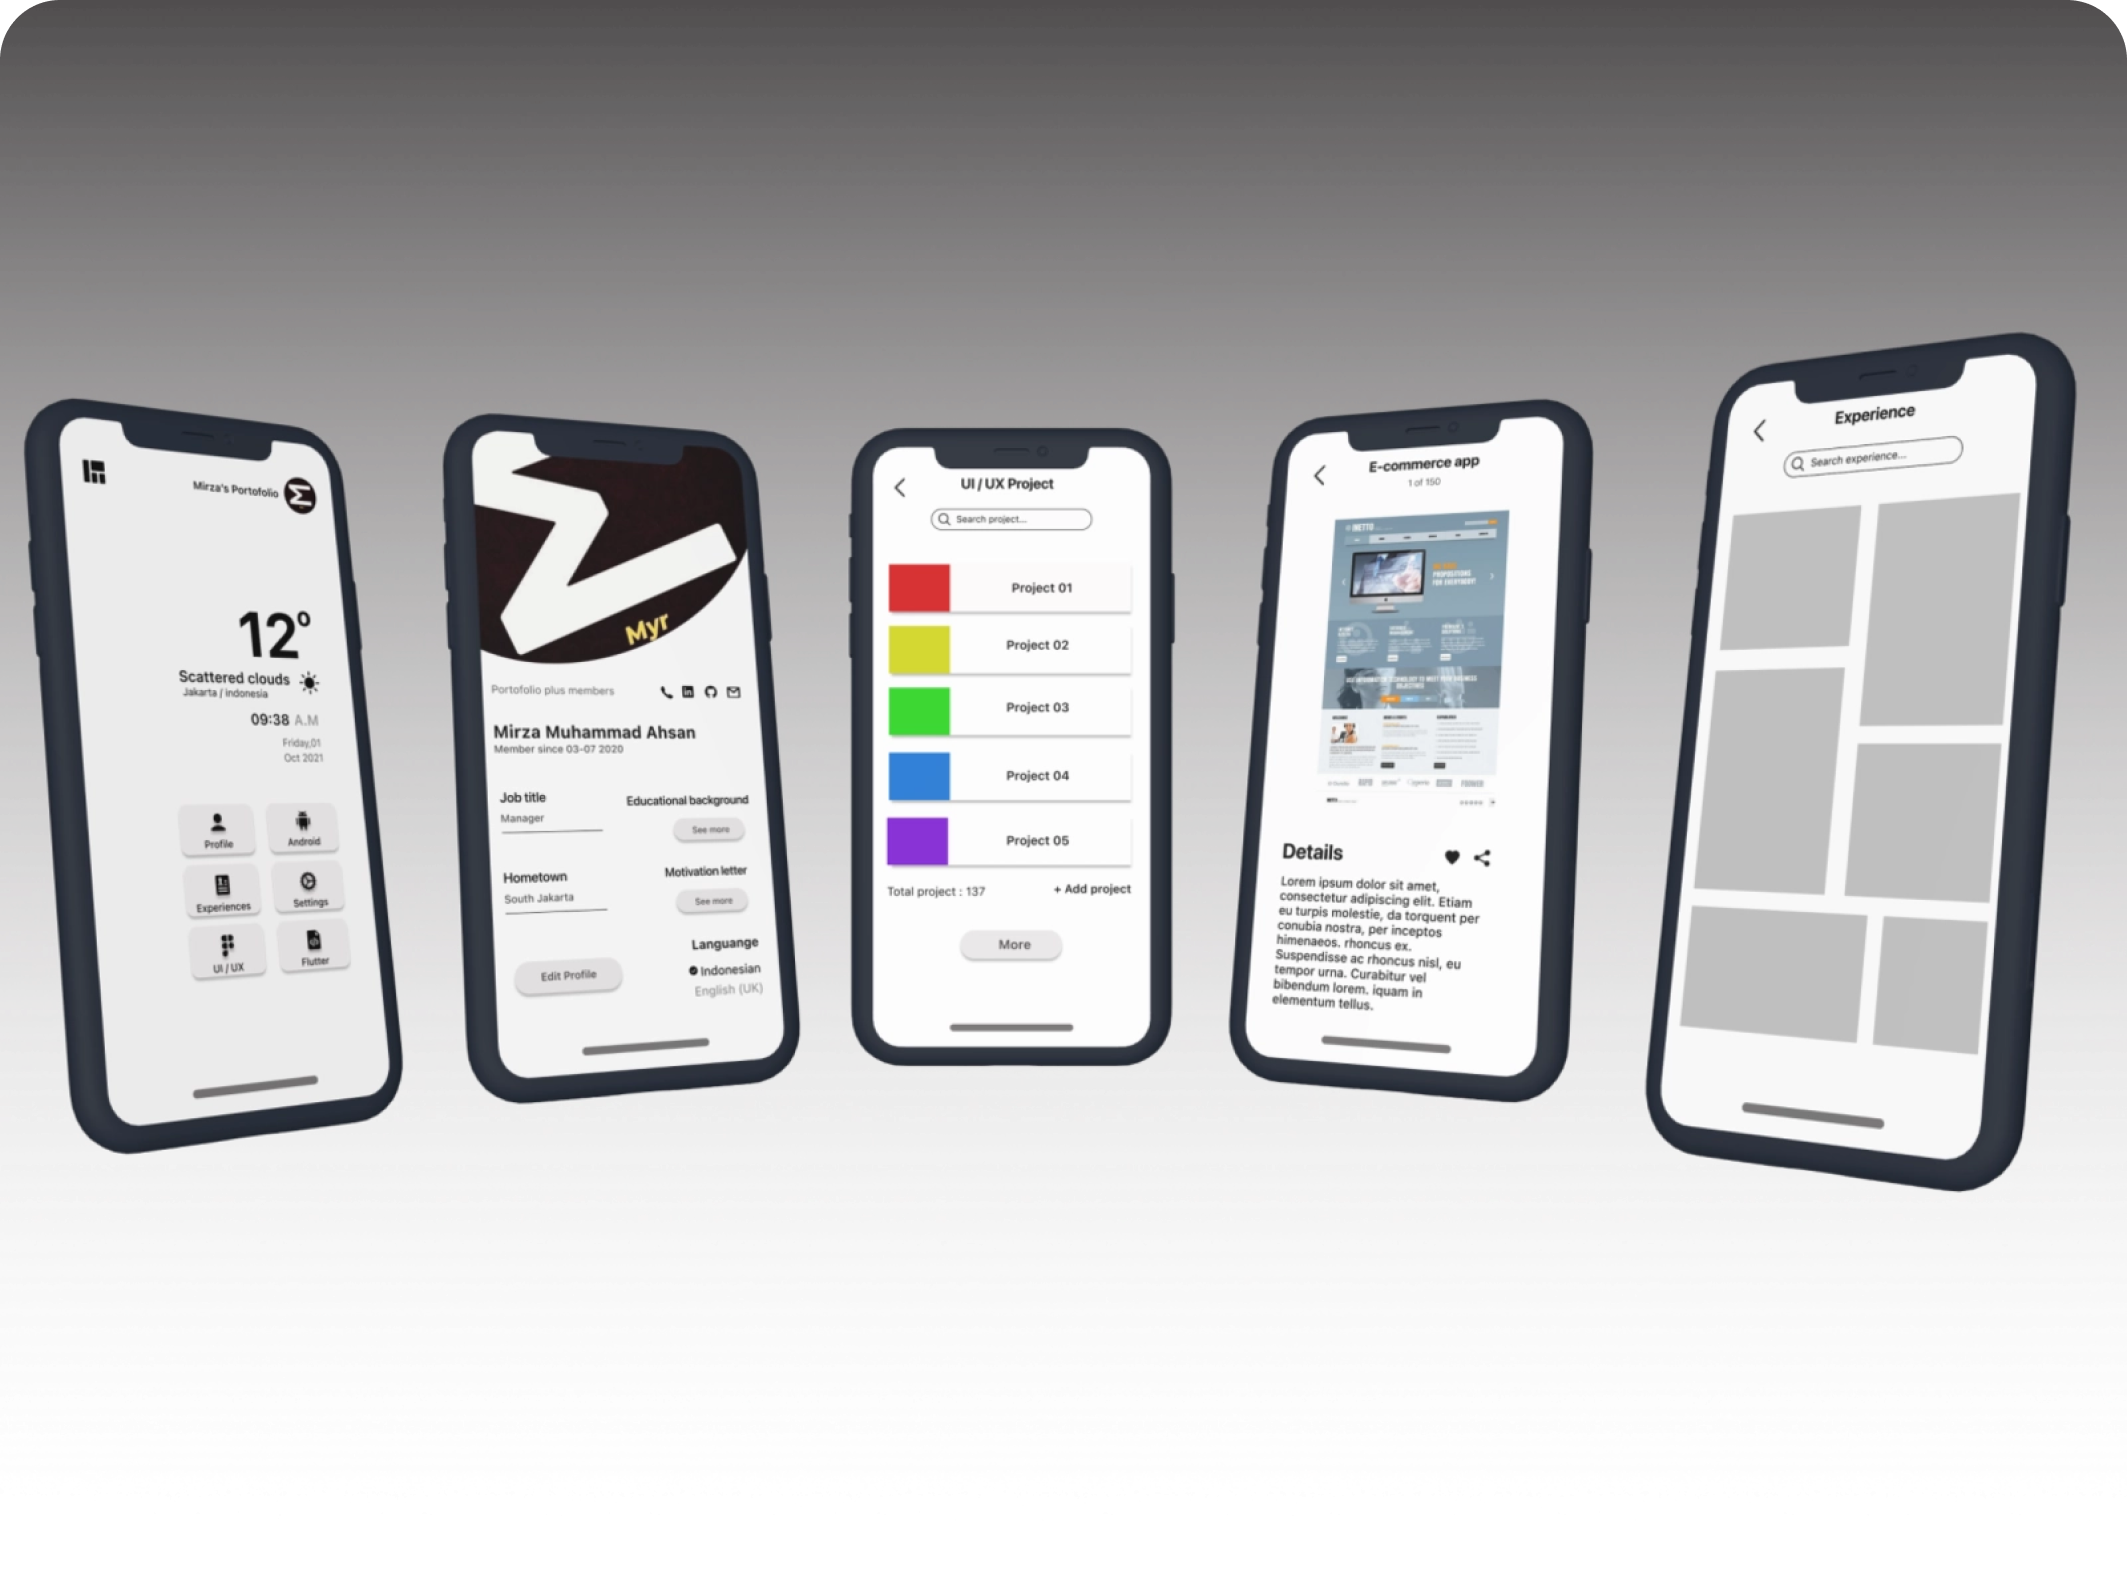 Mirza's Portofolio
12°
Scattered clouds
Jakarta / indonesia
09:38 A.M
Friday,01
Oct 2021
Profile
Android
Experiences
Settings
UI / UX
Flutter
Myr
Portofolio plus members
Mirza Muhammad Ahsan
Member since 03-07 2020
Job title
Manager
Educational background
See more
Hometown
South Jakarta
Motivation letter
See more
Languange
Indonesian
English (UK)
Edit Profile
UI / UX Project
Search project...
Project 01
Project 02
Project 03
Project 04
Project 05
Total project : 137
+ Add project
More
E-commerce app
1 of 150
INETTO
PROPOSITIONS
FOR EVERYBODY!
Details
Lorem ipsum dolor sit amet,
consectetur adipiscing elit. Etiam
eu turpis molestie, da torquent per
conubia nostra, per inceptos
himenaeos. rhoncus ex.
Suspendisse ac rhoncus nisl, eu
tempor urna. Curabitur vel
bibendum lorem. iquam in
elementum tellus.
Experience
Search experience...